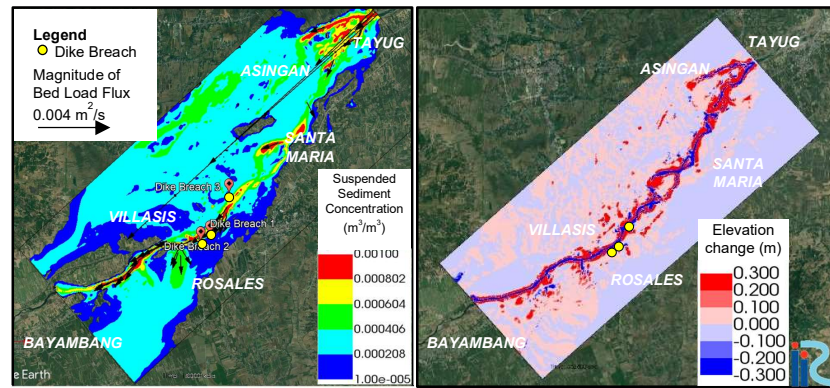 Legend
Dike Breach
Magnitude of
Bed Load Flux
0.004 m²/s
TAYUG
ASINGAN
SANTA
MARIA
Dike Breach 3
VILLASIS
Dike Breach 1
Dike Breach 2
ROSALES
BAYAMBANG
e Earth
Suspended
Sediment
Concentration
(m³/m³)
0.00100
0.000802
0.000604
0.000406
0.000208
1.00e-005
TAYUG
ASINGAN
SANTA
MARIA
VILLASIS
ROSALES
BAYAMBANG
Elevation
change (m)
0.300
0.200
0.100
0.000
-0.100
-0.200
-0.300